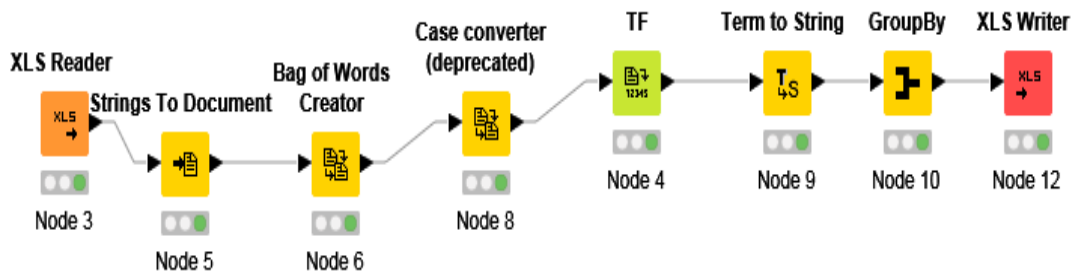 XLS Reader
XLS
Node 3
Strings To Document
Node 5
Bag of Words
Creator
Node 6
Case converter
(deprecated)
Node 8
TF
12345
Node 4
Term to String
T
S
Node 9
GroupBy
Node 10
XLS Writer
XLS
Node 12